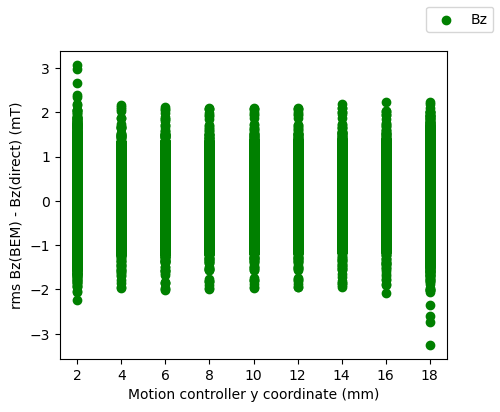 Bz
rms Bz(BEM) - Bz(direct) (mT)
3
2
1
0
−1
−2
−3
2 4 6 8 10 12 14 16 18
Motion controller y coordinate (mm)